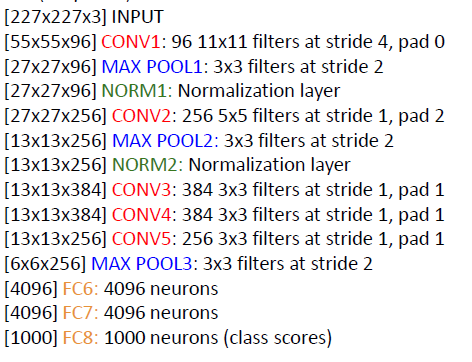 [227x227x3] INPUT
[55x55x96] CONV1: 96 11x11 filters at stride 4, pad 0
[27x27x96] MAX POOL1: 3x3 filters at stride 2
[27x27x96] NORM1: Normalization layer
[27x27x256] CONV2: 256 5x5 filters at stride 1, pad 2
[13x13x256] MAX POOL2: 3x3 filters at stride 2
[13x13x256] NORM2: Normalization layer
[13x13x384] CONV3: 384 3x3 filters at stride 1, pad 1
[13x13x384] CONV4: 384 3x3 filters at stride 1, pad 1
[13x13x256] CONV5: 256 3x3 filters at stride 1, pad 1
[6x6x256] MAX POOL3: 3x3 filters at stride 2
[4096] FC6: 4096 neurons
[4096] FC7: 4096 neurons
[1000] FC8: 1000 neurons (class scores)